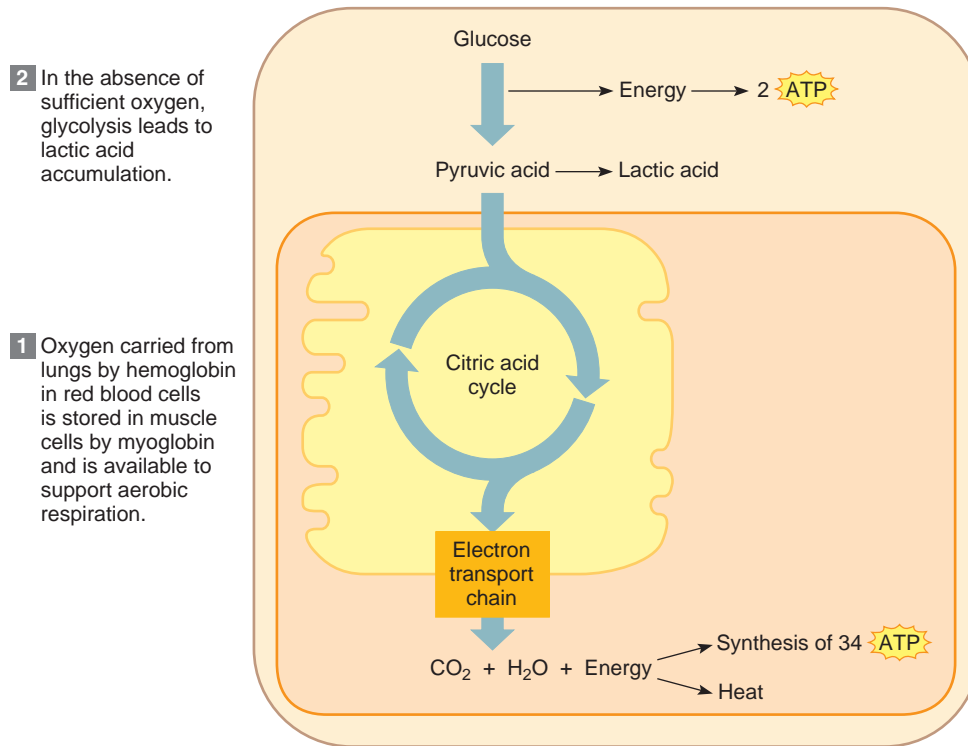 Glucose
2 In the absence of
sufficient oxygen,
glycolysis leads to
lactic acid
accumulation.
Energy 2 ATP
Pyruvic acid Lactic acid
1 Oxygen carried from
lungs by hemoglobin
in red blood cells
is stored in muscle
cells by myoglobin
and is available to
support aerobic
respiration.
Citric acid
cycle
Electron
transport
chain
CO₂ + H₂O + Energy
Synthesis of 34 ATP
Heat